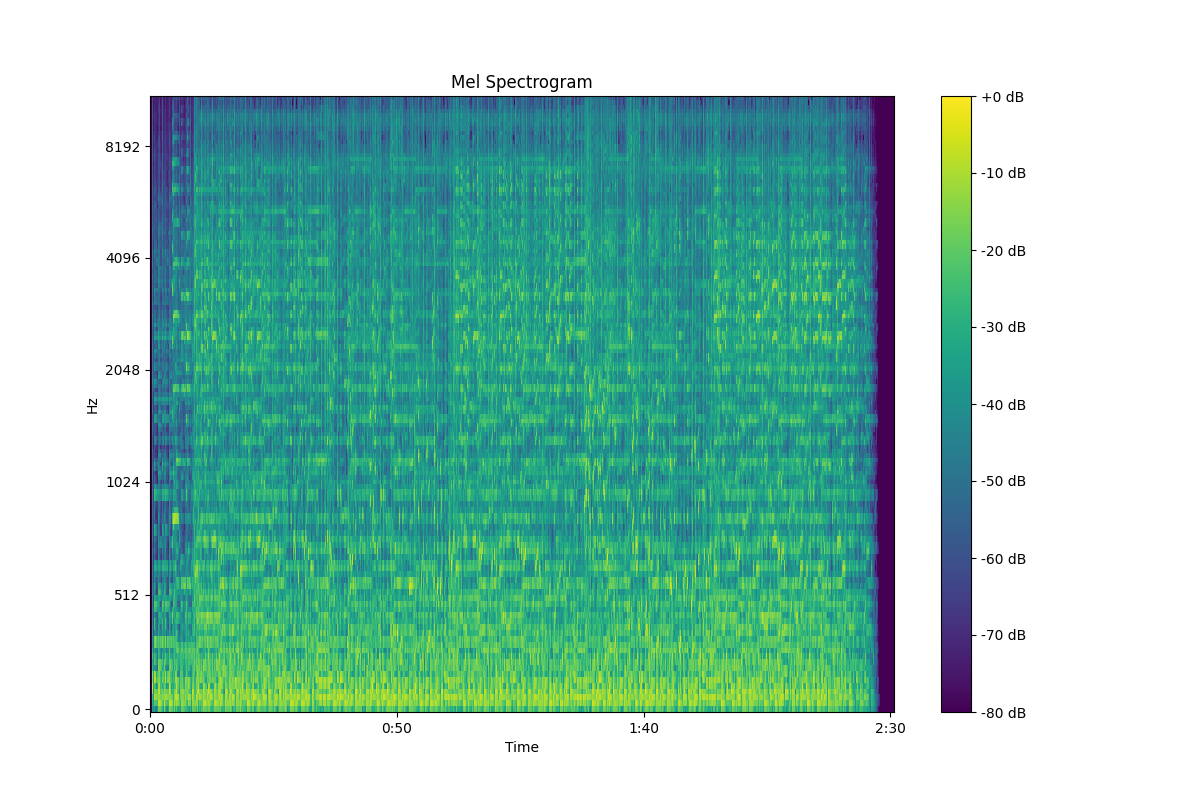 Mel Spectrogram
Hz
8192
4096
2048
1024
512
0
0:00
0:50
1:40
2:30
Time
+0 dB
-10 dB
-20 dB
-30 dB
-40 dB
-50 dB
-60 dB
-70 dB
-80 dB